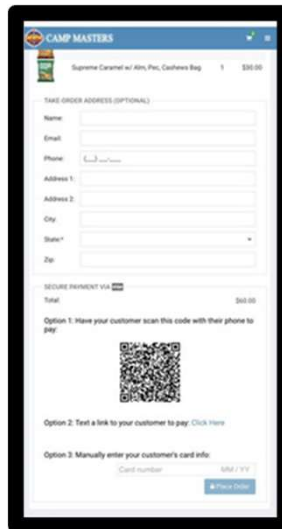 CAMP MASTERS
Supreme Caramel w/ Alm, Pec, Cashews Bag 1 $30.00
TAKE ORDER ADDRESS (OPTIONAL)
Name:
Email:
Phone: (__) __-___
Address 1:
Address 2:
City:
State:*
Zip:
SECURE PAYMENT VIA
Total: $60.00
Option 1: Have your customer scan this code with their phone to
pay:
Option 2: Text a link to your customer to pay: Click Here
Option 3: Manually enter your customer's card info:
Card number MM / YY
Place Order